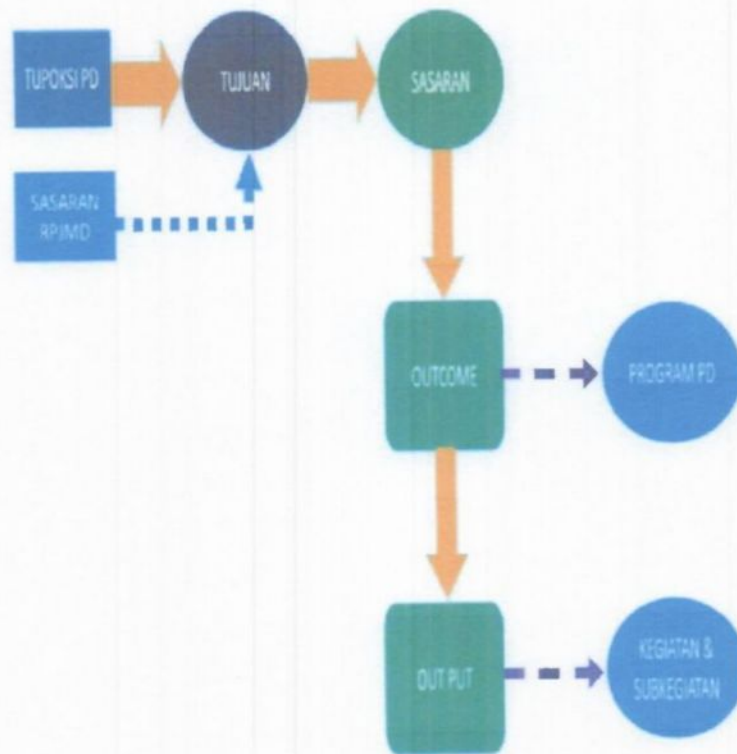 TUPOKSI PD
TUJUAN
SASARAN
SASARAN
RPJMD
OUTCOME
PROGRAM PD
OUT PUT
KEGIATAN &
SUBKEGIATAN